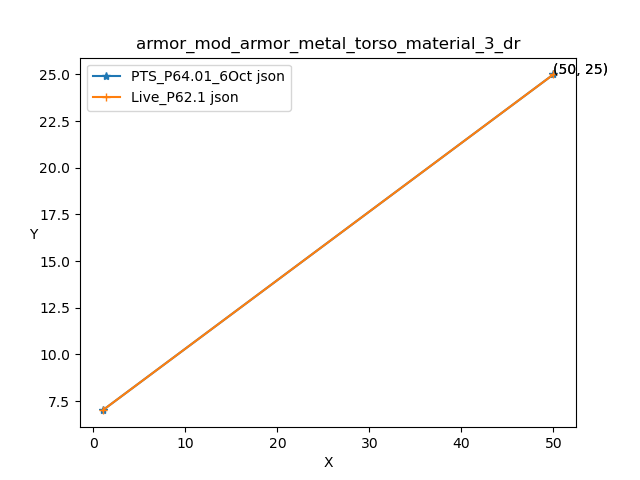 armor_mod_armor_metal_torso_material_3_dr
PTS_P64.01_6Oct json
Live_P62.1 json
(50, 25)
25.0
22.5
20.0
17.5
Y
15.0
12.5
10.0
7.5
0 10 20 30 40 50
X